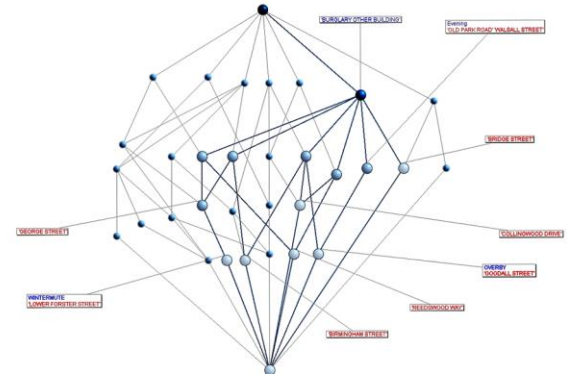 'BURGLARY OTHER BUILDING'
Evening
'OLD PARK ROAD' 'WALSALL STREET'
'BRIDGE STREET'
'GEORGE STREET'
'COLLINGWOOD DRIVE'
OVERBY
'GOODALL STREET'
WINTERMUTE
'LOWER FORSTER STREET'
'REEDSWOOD WAY'
'BIRMINGHAM STREET'